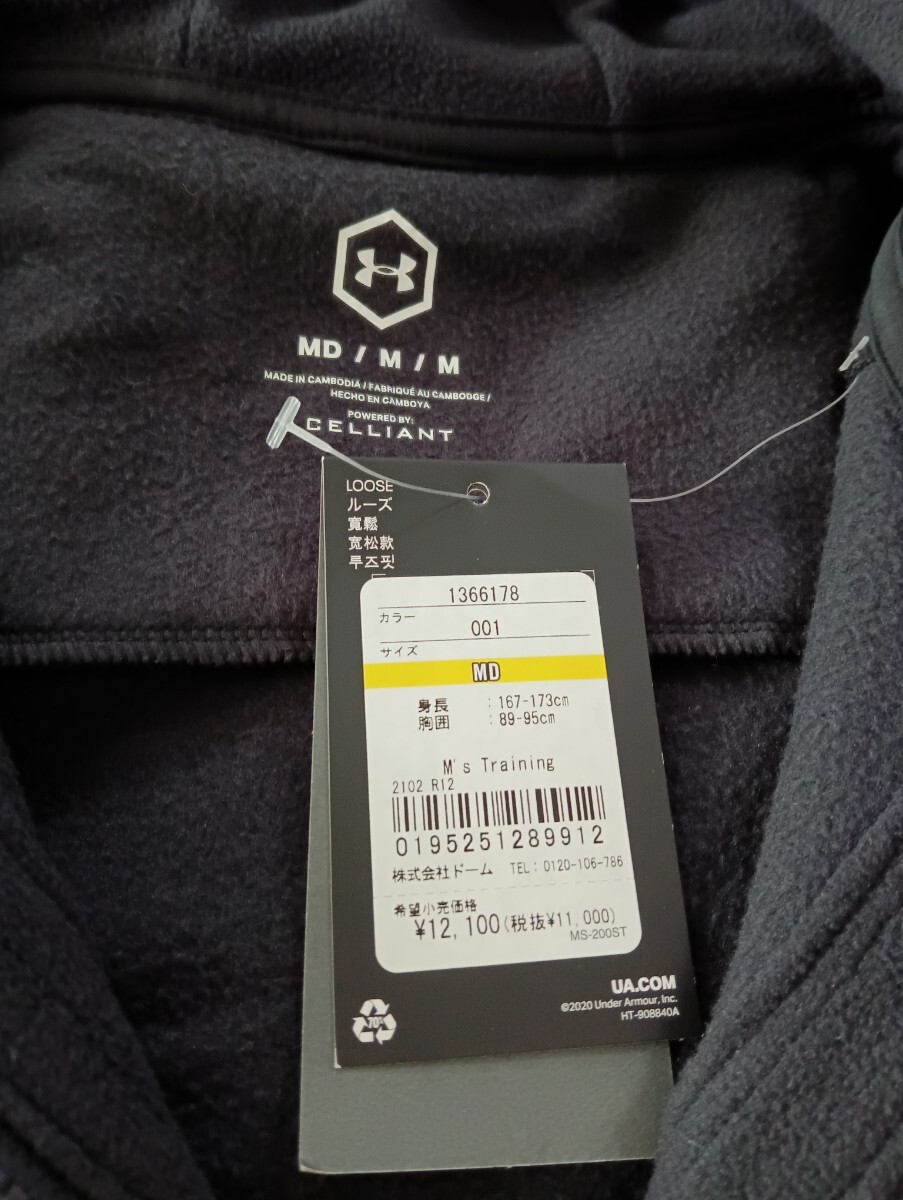 MD / M / M
MADE IN CAMBODIA / FABRIQUÉ AU CAMBODGE /
HECHO EN CAMBOYA
POWERED BY:
CELLIANT
LOOSE
ルーズ
寬鬆
宽松款
루즈핏
1366178
カラー
001
サイズ
MD
身長 : 167-173cm
胸囲 : 89-95cm
M's Training
2102 R12
0195251289912
株式会社ドーム TEL: 0120-106-786
希望小売価格
¥12,100(税抜¥11,000)
MS-200ST
UA.COM
©2020 Under Armour, Inc.
HT-908840A
70%